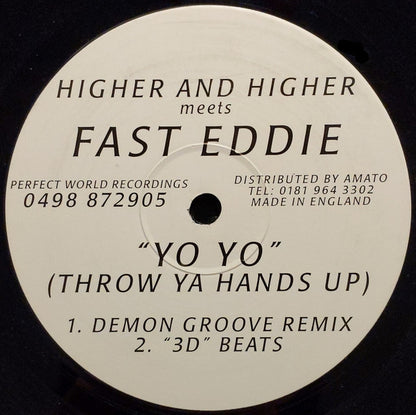 HIGHER AND HIGHER
meets
FAST EDDIE
PERFECT WORLD RECORDINGS
0498 872905
DISTRIBUTED BY AMATO
TEL: 0181 964 3302
MADE IN ENGLAND
"YO YO"
(THROW YA HANDS UP)
1. DEMON GROOVE REMIX
2. "3D" BEATS